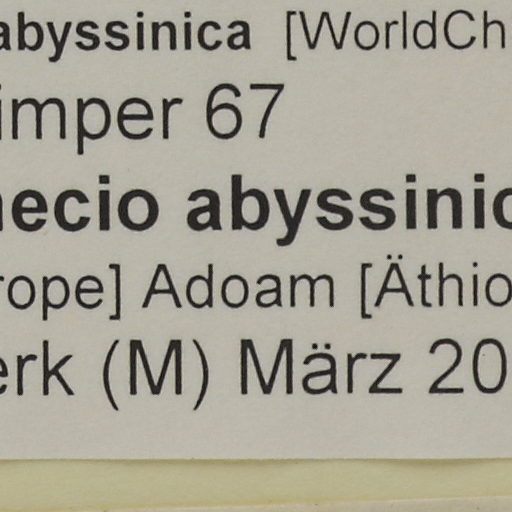 abyssinica [WorldCh
imper 67
ecio abyssinic
rope] Adoam [Äthio
erk (M) März 20